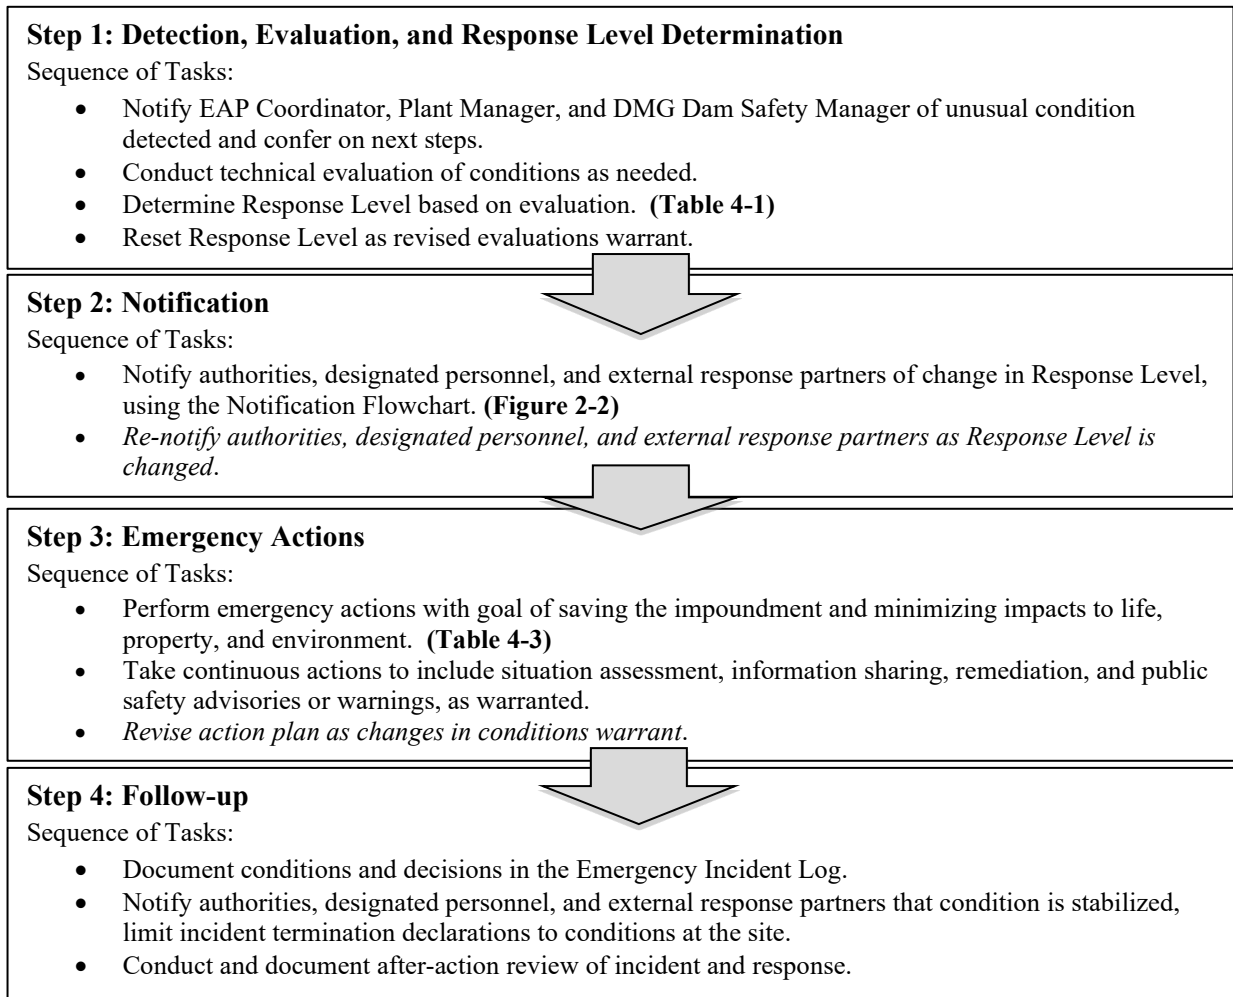 Step 1: Detection, Evaluation, and Response Level Determination
Sequence of Tasks:
• Notify EAP Coordinator, Plant Manager, and DMG Dam Safety Manager of unusual condition
detected and confer on next steps.
• Conduct technical evaluation of conditions as needed.
• Determine Response Level based on evaluation. (Table 4-1)
• Reset Response Level as revised evaluations warrant.
Step 2: Notification
Sequence of Tasks:
• Notify authorities, designated personnel, and external response partners of change in Response Level,
using the Notification Flowchart. (Figure 2-2)
• Re-notify authorities, designated personnel, and external response partners as Response Level is
changed.
Step 3: Emergency Actions
Sequence of Tasks:
• Perform emergency actions with goal of saving the impoundment and minimizing impacts to life,
property, and environment. (Table 4-3)
• Take continuous actions to include situation assessment, information sharing, remediation, and public
safety advisories or warnings, as warranted.
• Revise action plan as changes in conditions warrant.
Step 4: Follow-up
Sequence of Tasks:
• Document conditions and decisions in the Emergency Incident Log.
• Notify authorities, designated personnel, and external response partners that condition is stabilized,
limit incident termination declarations to conditions at the site.
• Conduct and document after-action review of incident and response.